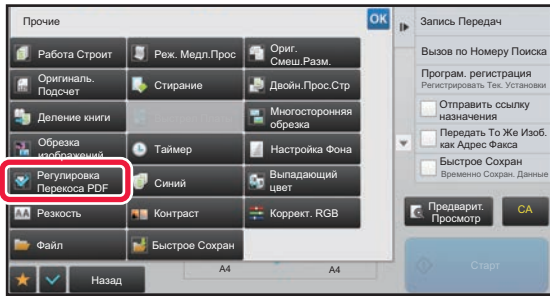 Прочие
OK
Работа Строит
Реж. Медл.Прос
Ориг.
Смеш.Разм.
Оригиналь.
Подсчет
Стирание
Двойн.Прос.Стр
Деление книги
Многосторонняя
обрезка
Обрезка
изображений
Таймер
Настройка Фона
Регулировка
Перекоса PDF
Синий
Выпадающий
цвет
Резкость
Контраст
Коррект. RGB
Файл
Быстрое Сохран
Назад
A4
A4
Запись Передач
Вызов по Номеру Поиска
Програм. регистрация
Регистрировать Тек. Установки
Отправить ссылку
назначения
Передать То Же Изоб.
как Адрес Факса
Быстрое Сохран
Временно Сохран. Данные
Предварит.
Просмотр
CA
Старт